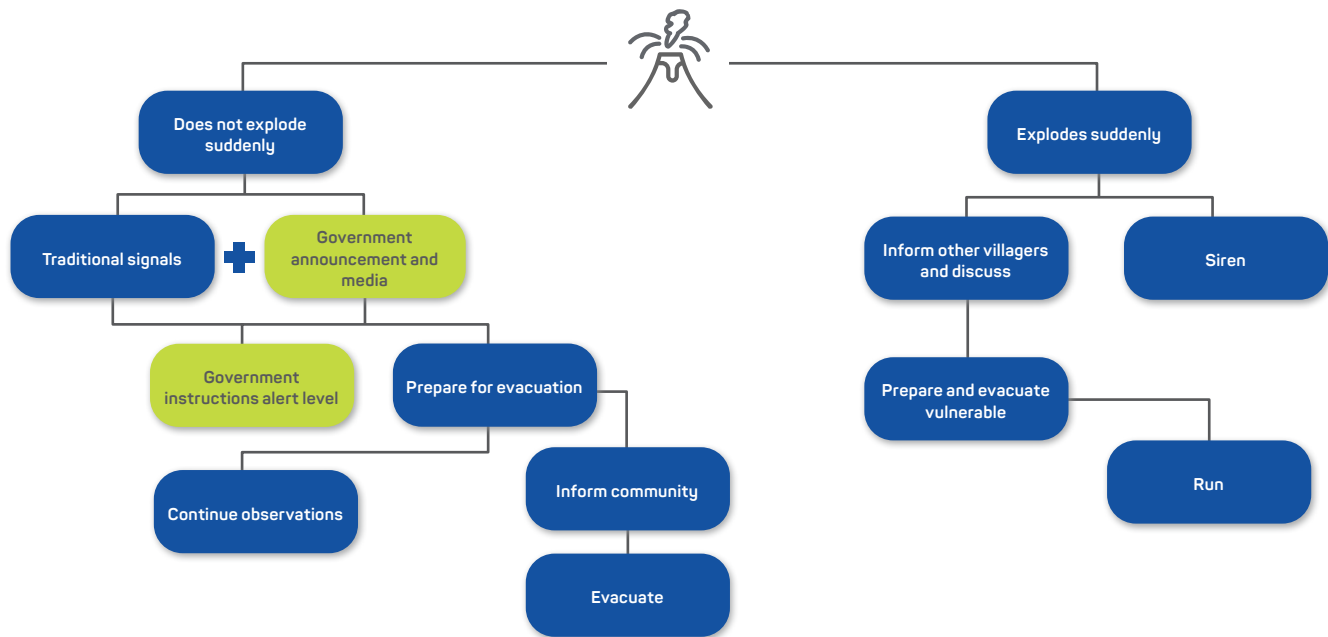 Does not explode
suddenly
Explodes suddenly
Traditional signals
Government
announcement and
media
Inform other villagers
and discuss
Siren
Government
instructions alert level
Prepare for evacuation
Prepare and evacuate
vulnerable
Continue observations
Inform community
Run
Evacuate